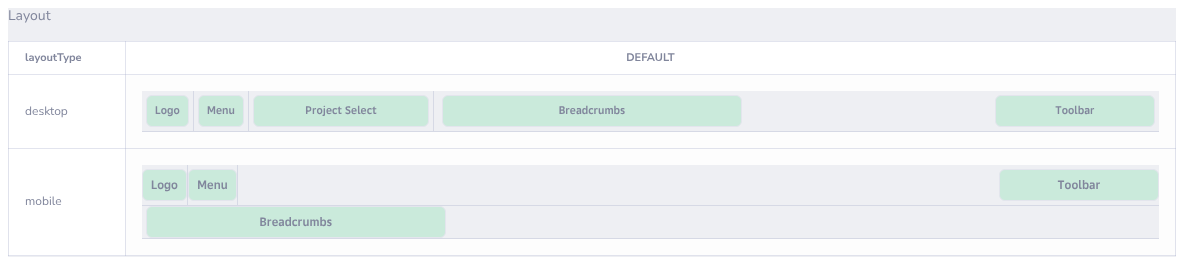 Layout
layoutType DEFAULT
desktop Logo Menu Project Select Breadcrumbs Toolbar
mobile Logo Menu Toolbar
Breadcrumbs